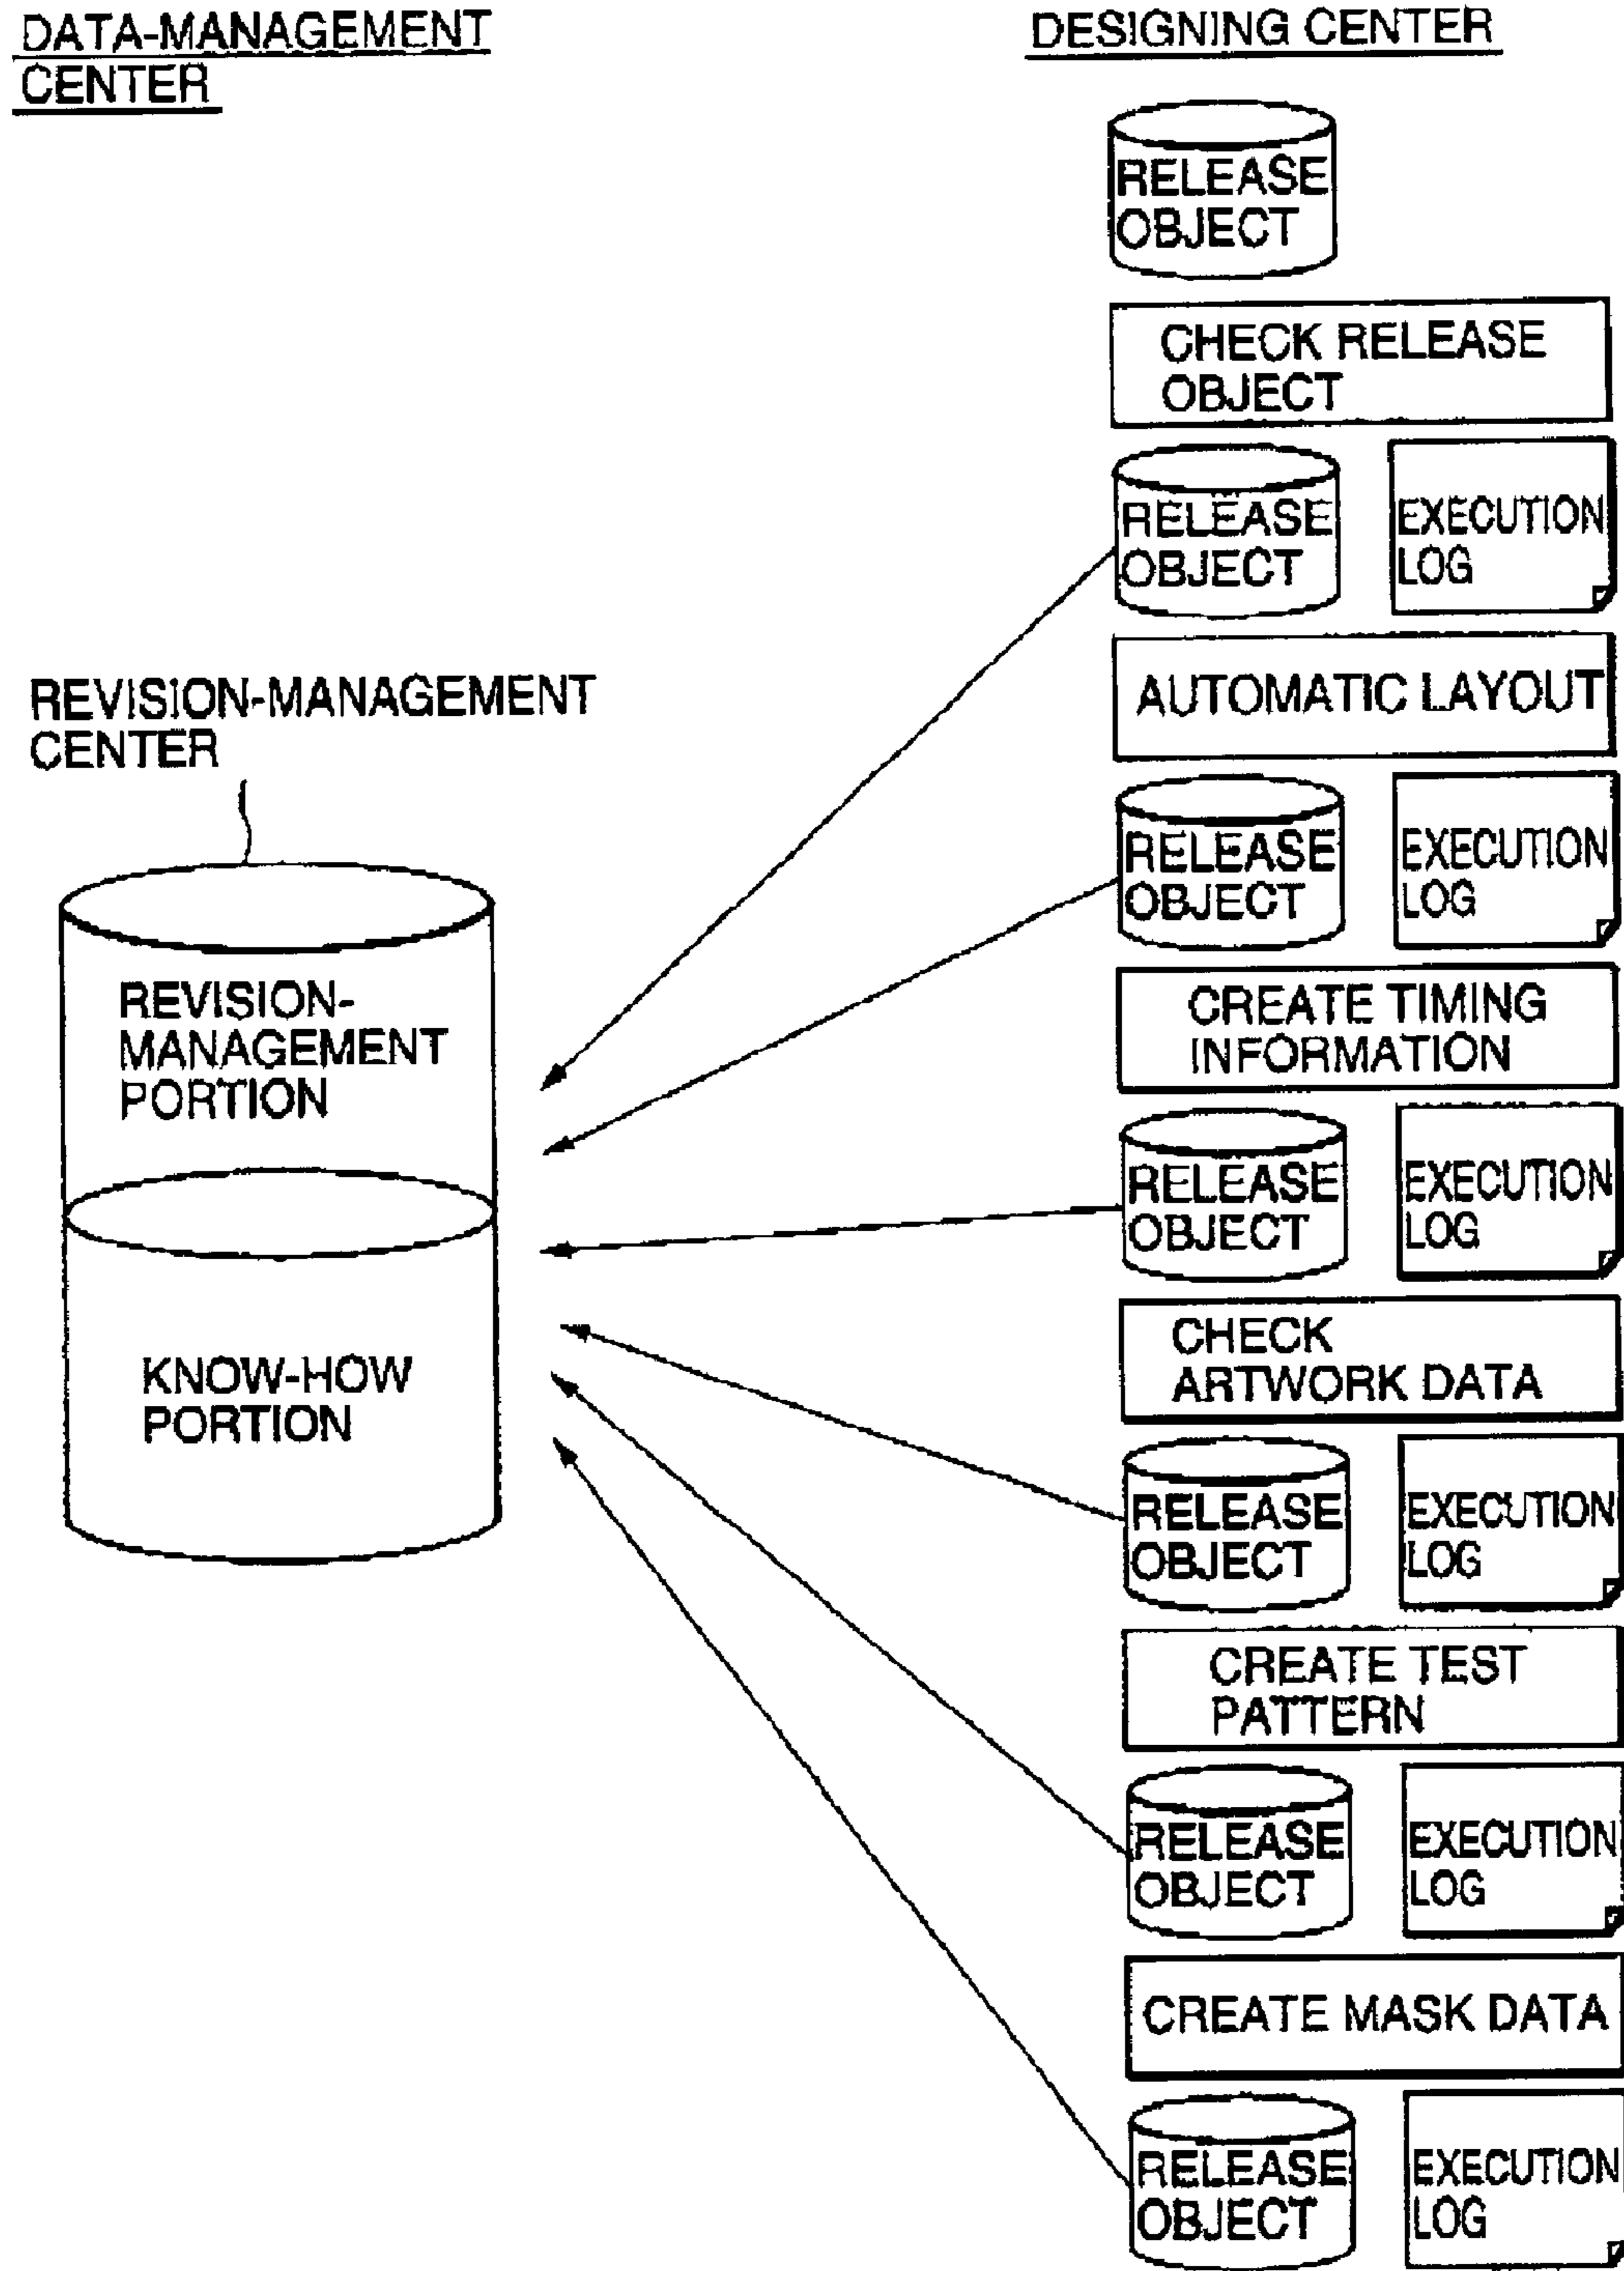 DATA-MANAGEMENT
CENTER
DESIGNING CENTER
RELEASE
OBJECT
CHECK RELEASE
OBJECT
RELEASE
OBJECT
EXECUTION
LOG
AUTOMATIC LAYOUT
REVISION-MANAGEMENT
CENTER
RELEASE
OBJECT
EXECUTION
LOG
REVISION-
MANAGEMENT
PORTION
CREATE TIMING
INFORMATION
RELEASE
OBJECT
EXECUTION
LOG
KNOW-HOW
PORTION
CHECK
ARTWORK DATA
RELEASE
OBJECT
EXECUTION
LOG
CREATE TEST
PATTERN
RELEASE
OBJECT
EXECUTION
LOG
CREATE MASK DATA
RELEASE
OBJECT
EXECUTION
LOG